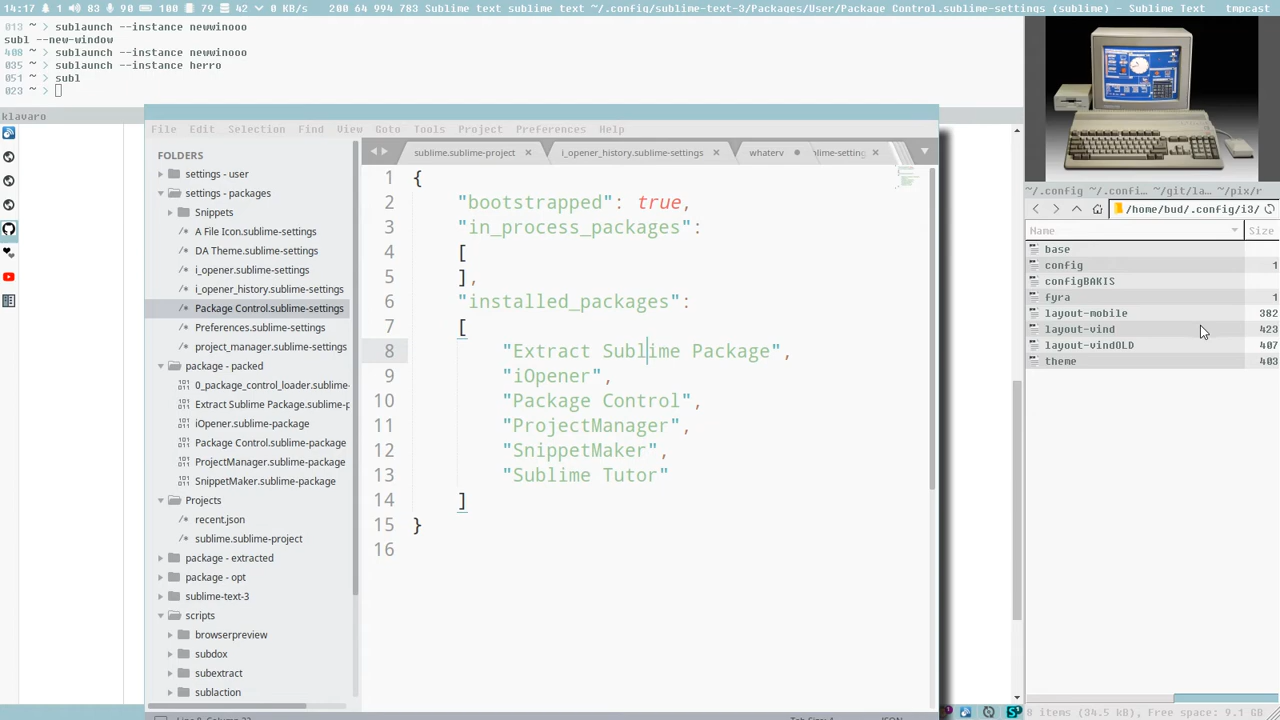 14:17 1 83 90 100 79 42 0 KB/s 200 64 994 783 Sublime text sublime text ~/.config/sublime-text-3/Packages/User/Package Control.sublime-settings (sublime) - Sublime Text tmpcast
013 ~ > sublaunch --instance newwinooo
subl --new-window
408 ~ > sublaunch --instance newwinooo
035 ~ > sublaunch --instance herro
051 ~ > subl
023 ~ >
klavaro
File Edit Selection Find View Goto Tools Project Preferences Help
FOLDERS
settings - user
settings - packages
Snippets
A File Icon.sublime-settings
DA Theme.sublime-settings
i_opener.sublime-settings
i_opener_history.sublime-settings
Package Control.sublime-settings
Preferences.sublime-settings
project_manager.sublime-settings
package - packed
0_package_control_loader.sublime-
Extract Sublime Package.sublime-p
iOpener.sublime-package
Package Control.sublime-package
ProjectManager.sublime-package
SnippetMaker.sublime-package
Projects
recent.json
sublime.sublime-project
package - extracted
package - opt
sublime-text-3
scripts
browserpreview
subdox
subextract
sublaction
sublime.sublime-project × i_opener_history.sublime-settings × whaterv ● lime-setting ×
1 {
2 "bootstrapped": true,
3 "in_process_packages":
4 [
5 ],
6 "installed_packages":
7 [
8 "Extract Sublime Package",
9 "iOpener",
10 "Package Control",
11 "ProjectManager",
12 "SnippetMaker",
13 "Sublime Tutor"
14 ]
15 }
16
~/.config ~/.confi… ~/git/la… ~/pix/r
/home/bud/.config/i3/
Name Size
base
config 1
configBAKIS
fyra 1
layout-mobile 382
layout-vind 423
layout-vindOLD 407
theme 403
8 items (34.5 kB), Free space: 9.1 GB